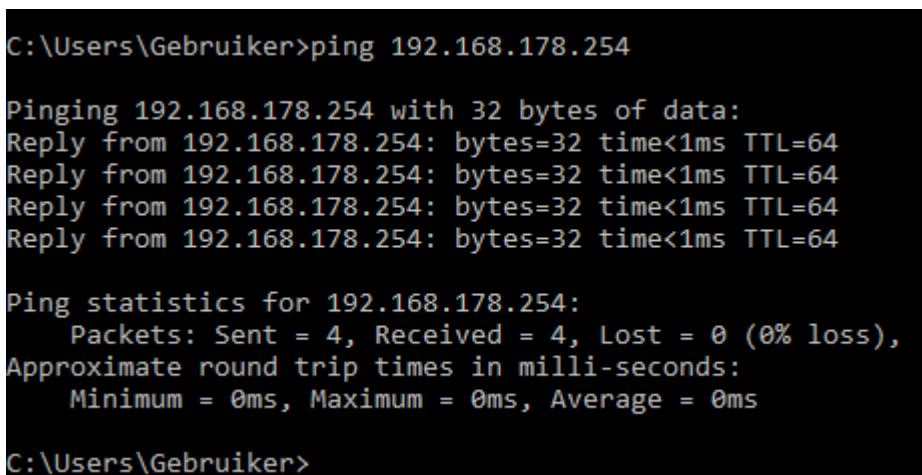 C:\Users\Gebruiker>ping 192.168.178.254
Pinging 192.168.178.254 with 32 bytes of data:
Reply from 192.168.178.254: bytes=32 time<1ms TTL=64
Reply from 192.168.178.254: bytes=32 time<1ms TTL=64
Reply from 192.168.178.254: bytes=32 time<1ms TTL=64
Reply from 192.168.178.254: bytes=32 time<1ms TTL=64
Ping statistics for 192.168.178.254:
    Packets: Sent = 4, Received = 4, Lost = 0 (0% loss),
Approximate round trip times in milli-seconds:
    Minimum = 0ms, Maximum = 0ms, Average = 0ms
C:\Users\Gebruiker>